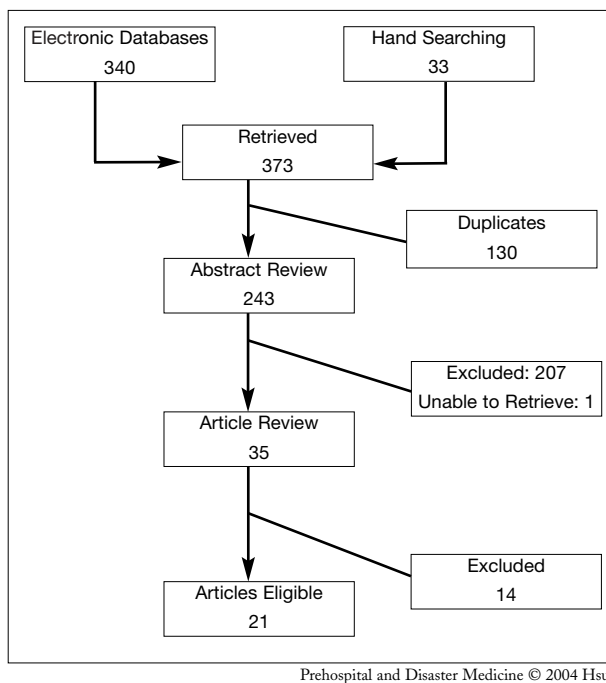 Electronic Databases
340
Hand Searching
33
Retrieved
373
Duplicates
130
Abstract Review
243
Excluded: 207
Unable to Retrieve: 1
Article Review
35
Excluded
14
Articles Eligible
21
Prehospital and Disaster Medicine © 2004 Hsu